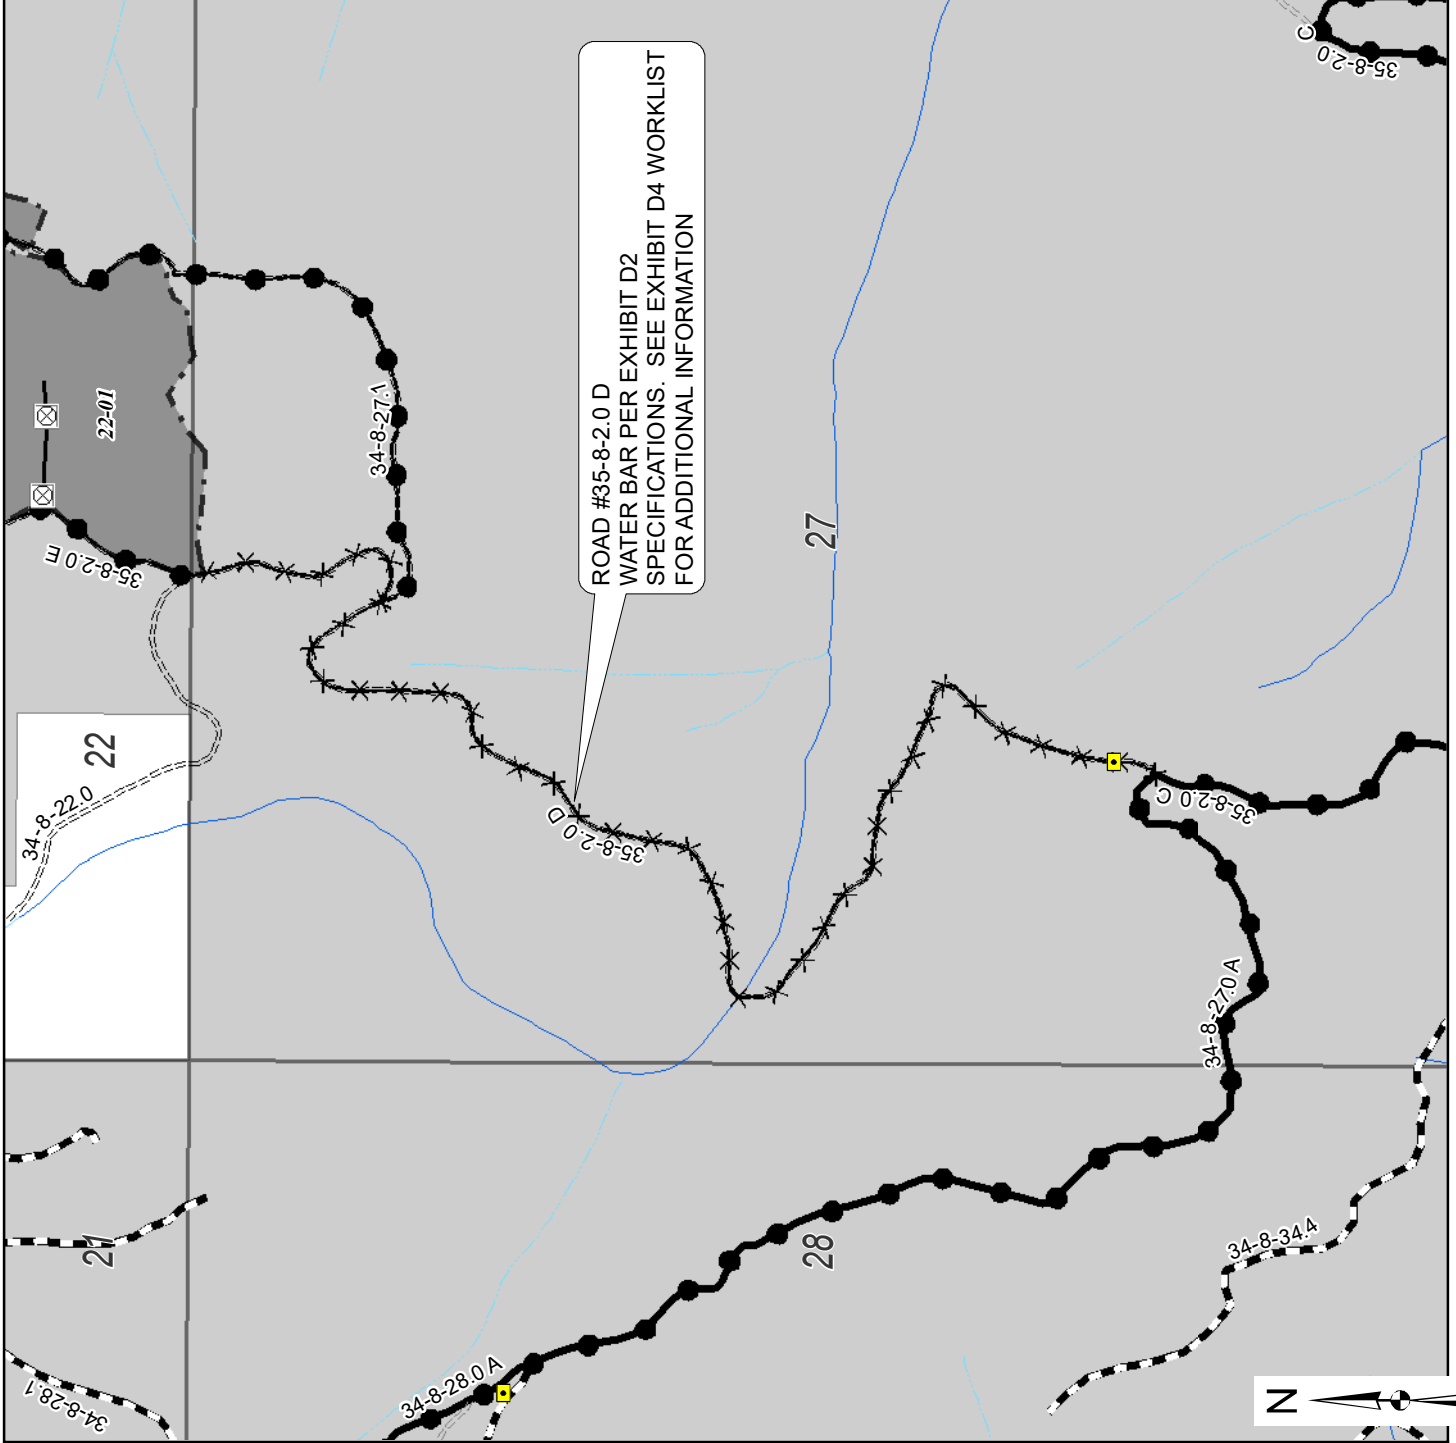 22-01
35-8-2.0 E
34-8-27.1
22
34-8-22.0
ROAD #35-8-2.0 D
WATER BAR PER EXHIBIT D2
SPECIFICATIONS. SEE EXHIBIT D4 WORKLIST
FOR ADDITIONAL INFORMATION
35-8-2.0 D
27
35-8-2.0 C
35-8-2.0 C
34-8-27.0 A
21
28
34-8-28.1
34-8-28.0 A
34-8-34.4
N